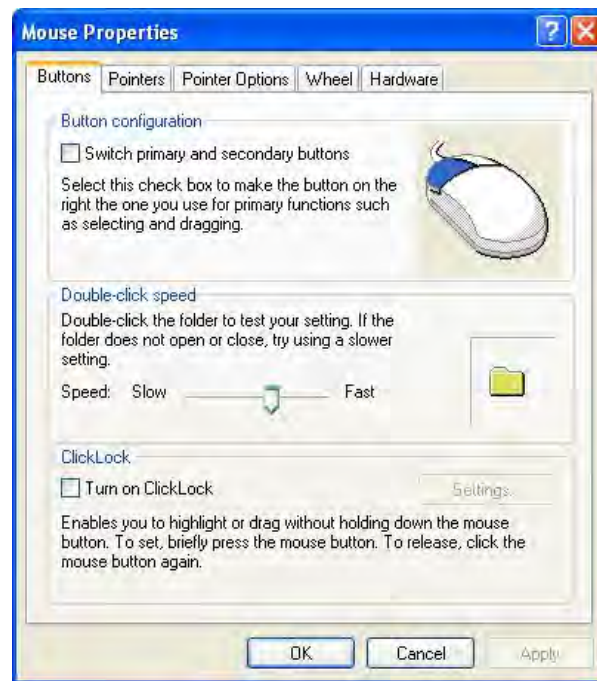 Mouse Properties
Buttons Pointers Pointer Options Wheel Hardware
Button configuration
Switch primary and secondary buttons
Select this check box to make the button on the
right the one you use for primary functions such
as selecting and dragging.
Double-click speed
Double-click the folder to test your setting. If the
folder does not open or close, try using a slower
setting.
Speed: Slow Fast
ClickLock
Turn on ClickLock Settings...
Enables you to highlight or drag without holding down the mouse
button. To set, briefly press the mouse button. To release, click the
mouse button again.
OK Cancel Apply